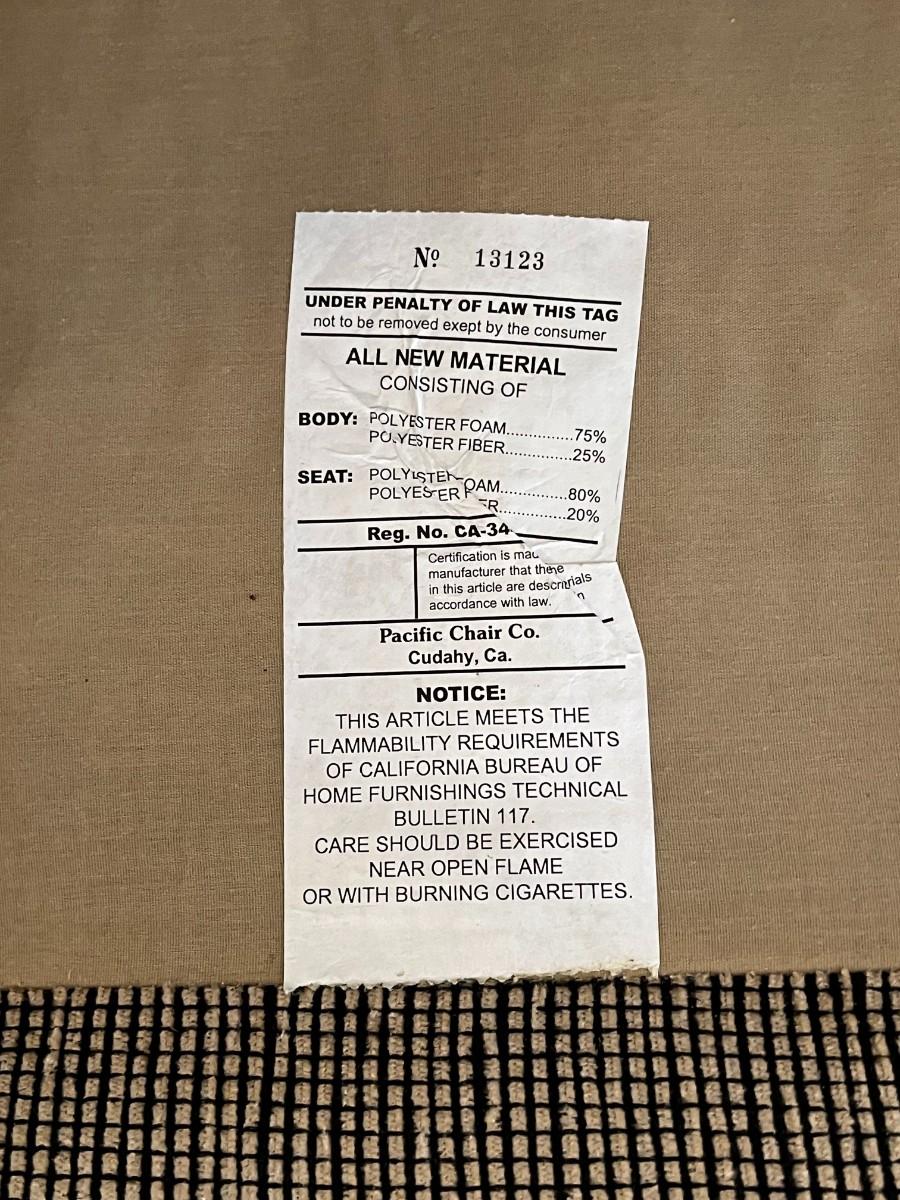 Nº 13123
UNDER PENALTY OF LAW THIS TAG
not to be removed exept by the consumer
ALL NEW MATERIAL
CONSISTING OF
BODY: POLYESTER FOAM..............75%
POLYESTER FIBER..............25%
SEAT: POLYESTER FOAM..............80%
POLYESTER ..............20%
Reg. No. CA-34
Certification is
manufacturer that the
in this article are
accordance with law.
Pacific Chair Co.
Cudahy, Ca.
NOTICE:
THIS ARTICLE MEETS THE
FLAMMABILITY REQUIREMENTS
OF CALIFORNIA BUREAU OF
HOME FURNISHINGS TECHNICAL
BULLETIN 117.
CARE SHOULD BE EXERCISED
NEAR OPEN FLAME
OR WITH BURNING CIGARETTES.